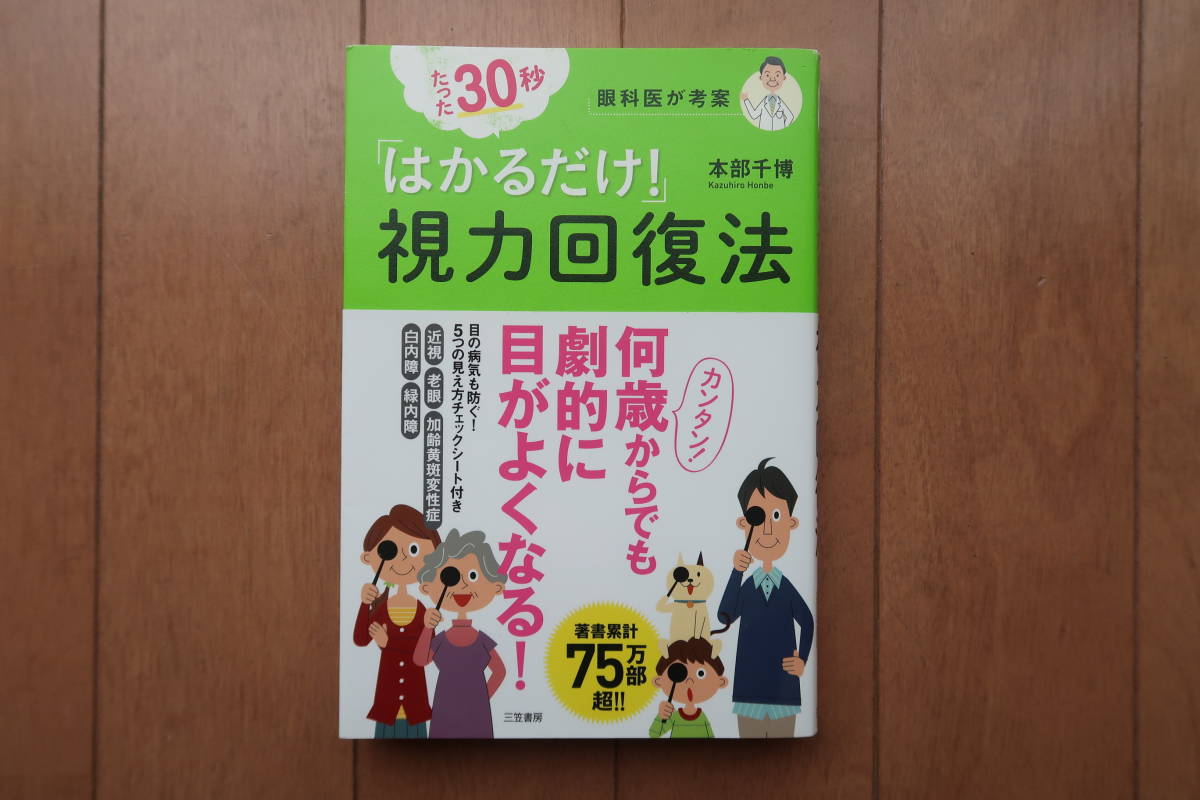 たった30秒
眼科医が考案
「はかるだけ!」
本部千博
Kazuhiro Honbe
視力回復法
カンタン!
何歳からでも
劇的に
目がよくなる!
目の病気も防ぐ!
5つの見え方チェックシート付き
近視 老眼 加齢黄斑変性症
白内障 緑内障
著書累計
75万部
超!!
三笠書房